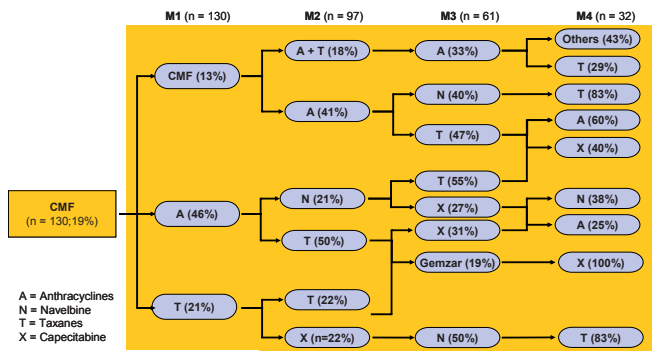 M1 (n = 130) M2 (n = 97) M3 (n = 61) M4 (n = 32)
Others (43%)
A + T (18%) A (33%)
CMF (13%) T (29%)
N (40%) T (83%)
A (41%) A (60%)
T (47%)
X (40%)
T (55%)
CMF N (21%) N (38%)
(n = 130;19%) A (46%) X (27%)
X (31%) A (25%)
T (50%)
Gemzar (19%) X (100%)
A = Anthracyclines
N = Navelbine T (21%) T (22%)
T = Taxanes
X = Capecitabine X (n=22%) N (50%) T (83%)